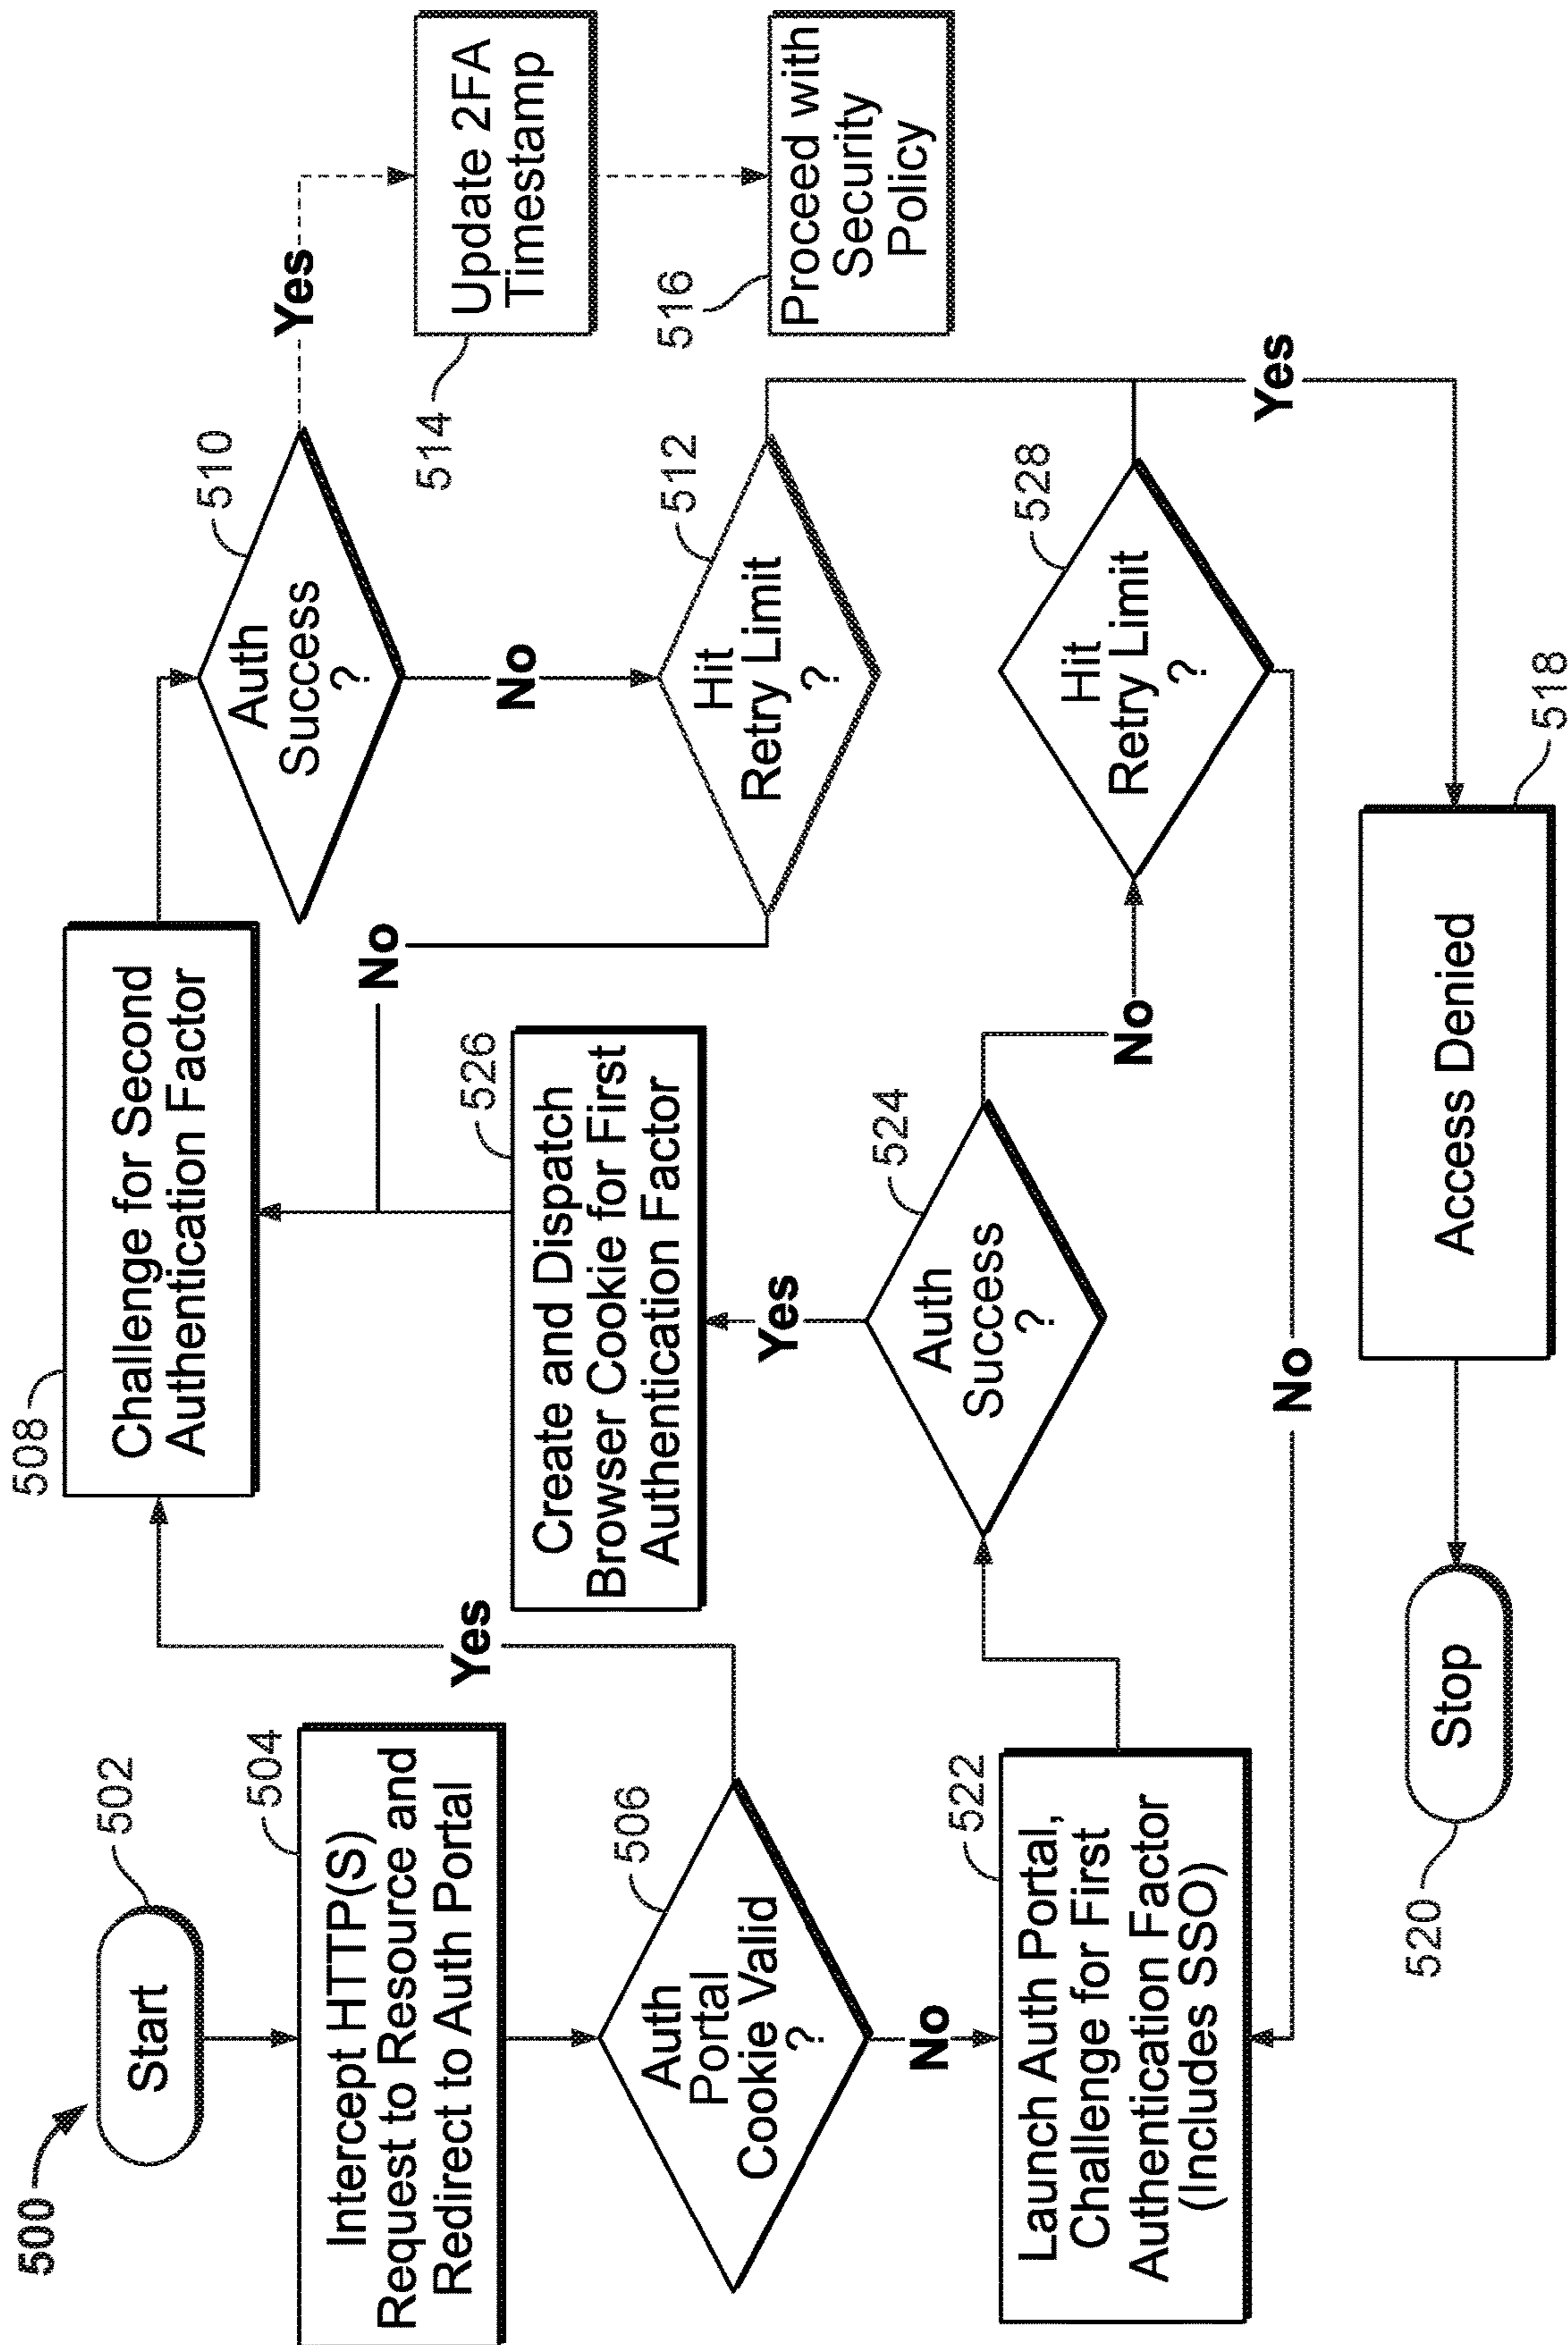 500
Start
502
Intercept HTTP(S)
Request to Resource and
Redirect to Auth Portal
504
Auth
Portal
Cookie Valid
?
506
Yes
No
Launch Auth Portal,
Challenge for First
Authentication Factor
(Includes SSO)
522
508
Challenge for Second
Authentication Factor
Create and Dispatch
Browser Cookie for First
Authentication Factor
526
Yes
Auth
Success
?
524
No
No
Auth
Success
?
510
Yes
Update 2FA
Timestamp
514
Proceed with
Security
Policy
516
No
Hit
Retry Limit
?
512
Hit
Retry Limit
?
528
No
Yes
Access Denied
518
Stop
520